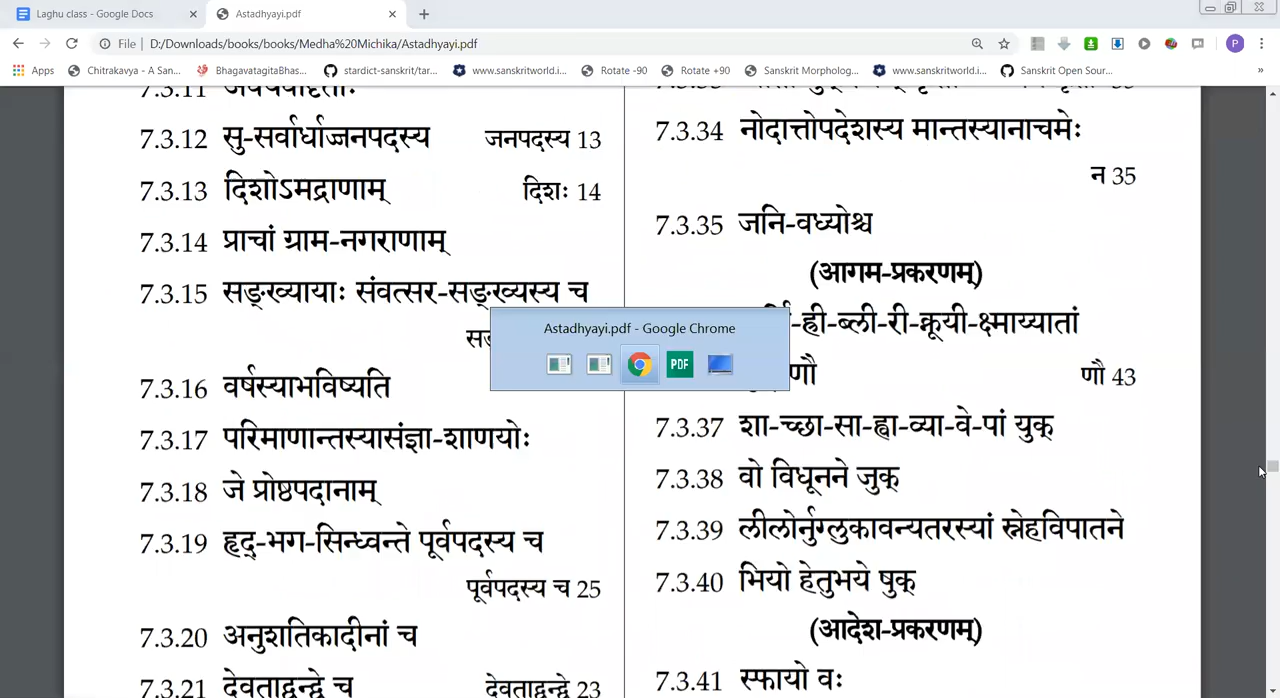 Laghu class - Google Docs
Astadhyayi.pdf
File D:/Downloads/books/books/Medha%20Michika/Astadhyayi.pdf
P
Apps Chitrakavya - A San... BhagavatagitaBhas... stardict-sanskrit/tar... www.sanskritworld.i... Rotate -90 Rotate +90 Sanskrit Morpholog... www.sanskritworld.i... Sanskrit Open Sour... »
7.3.11
7.3.12 सु-सर्वार्धाज्जनपदस्य जनपदस्य 13
7.3.13 दिशोऽमद्राणाम् दिशः 14
7.3.14 प्राचां ग्राम-नगराणाम्
7.3.15 सङ्ख्यायाः संवत्सर-सङ्ख्यस्य च
7.3.16 वर्षस्याभविष्यति
7.3.17 परिमाणान्तस्यासंज्ञा-शाणयोः
7.3.18 जे प्रोष्ठपदानाम्
7.3.19 हृद्-भग-सिन्ध्वन्ते पूर्वपदस्य च
पूर्वपदस्य च 25
7.3.20 अनुशतिकादीनां च
7.3.21 देवताद्वन्द्वे च देवताद्वन्द्वे 23
7.3.34 नोदात्तोपदेशस्य मान्तस्यानाचमेः
न 35
7.3.35 जनि-वध्योश्च
(आगम-प्रकरणम्)
-ह्री-ब्ली-री-क्नूयी-क्ष्माय्यातां
णौ णौ 43
7.3.37 शा-च्छा-सा-ह्वा-व्या-वे-पां युक्
7.3.38 वो विधूनने जुक्
7.3.39 लीलोर्नुग्लुकावन्यतरस्यां स्नेहविपातने
7.3.40 भियो हेतुभये षुक्
(आदेश-प्रकरणम्)
7.3.41 स्फायो वः
Astadhyayi.pdf - Google Chrome
PDF